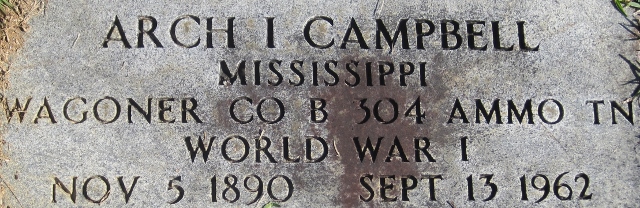 ARCH I CAMPBELL
MISSISSIPPI
WAGONER CO B 304 AMMO TN
WORLD WAR I
NOV 5 1890 SEPT 13 1962